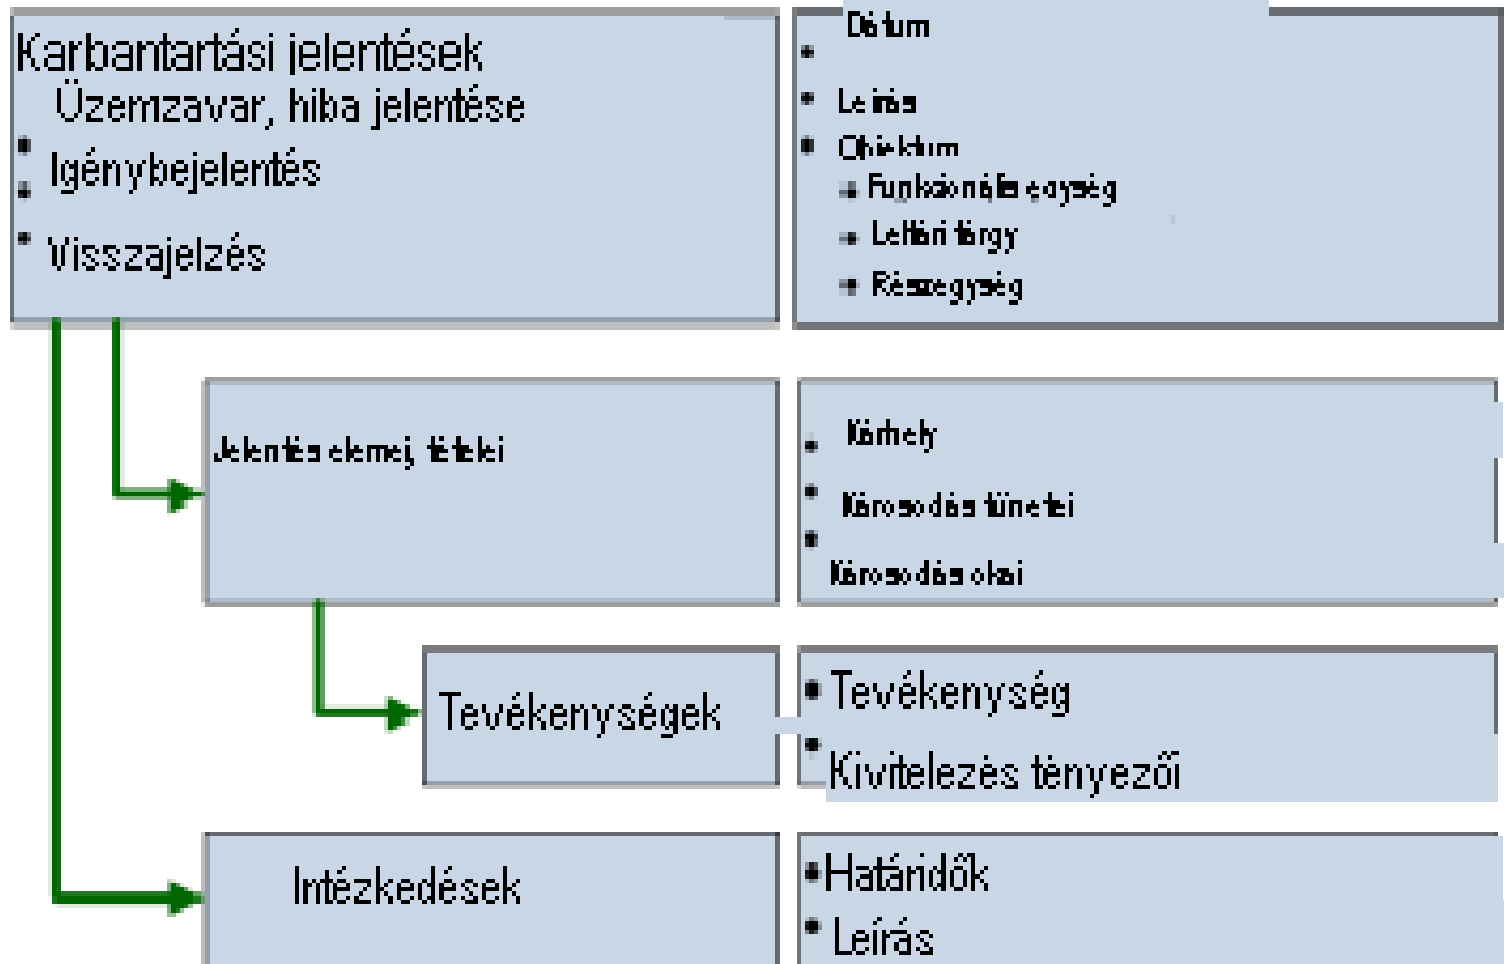 Karbantartási jelentések
Üzemzavar, hiba jelentése
Igénybejelentés
Visszajelzés
Dátum
Leírás
Objektum
Funkcionális egység
Leltári tárgy
Részegység
Jelentés elemei, tételei
Kárhely
Károsodás tünetei
Károsodás okai
Tevékenységek
Tevékenység
Kivitelezés tényezői
Intézkedések
Határidők
Leírás